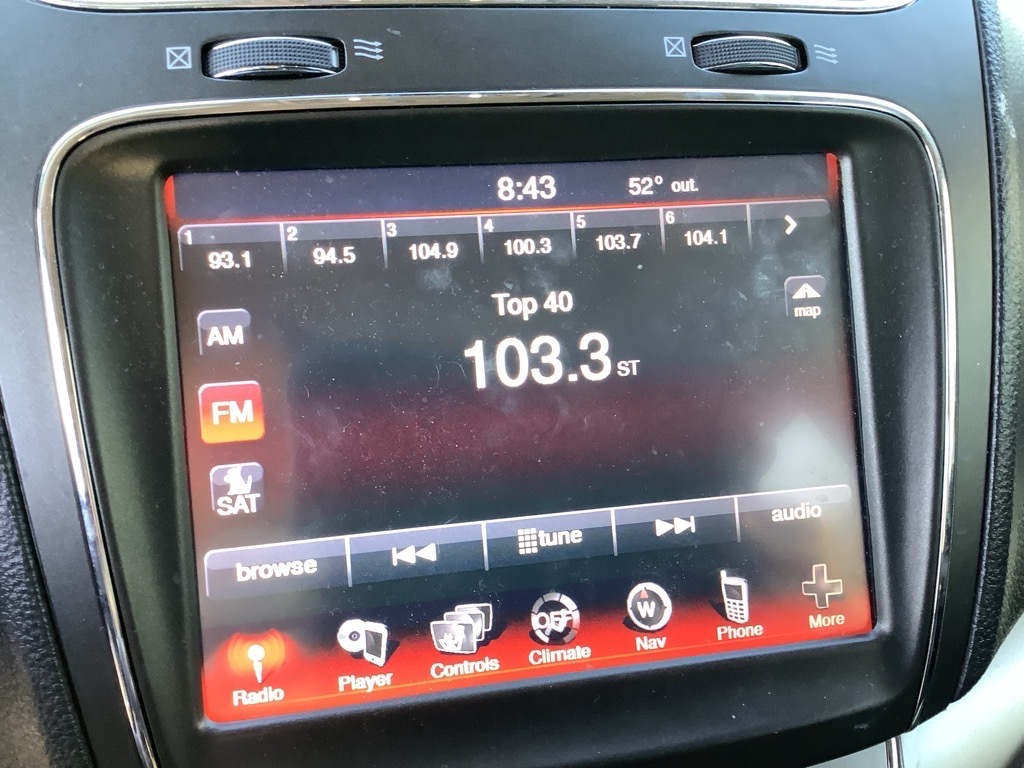 8:43 52° out.
1 93.1 2 94.5 3 104.9 4 100.3 5 103.7 6 104.1
Top 40
map
103.3 ST
AM
FM
SAT
browse tune audio
OFF W
Radio Player Controls Climate Nav Phone More